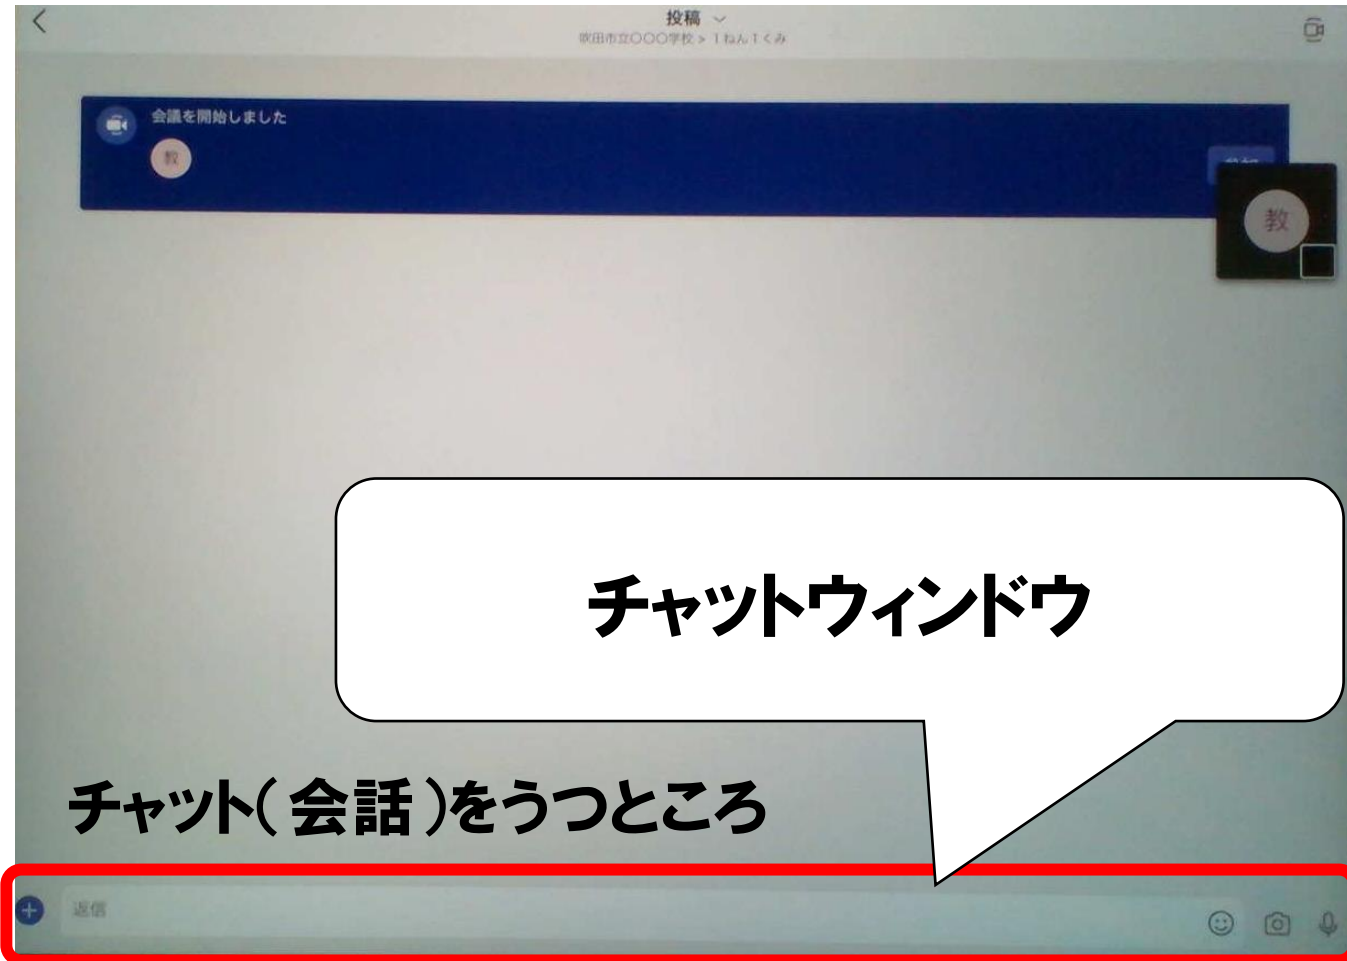 投稿
吹田市立〇〇〇学校 > 1ねん1くみ
会議を開始しました
教
教
チャットウィンドウ
チャット(会話)をうつところ
返信